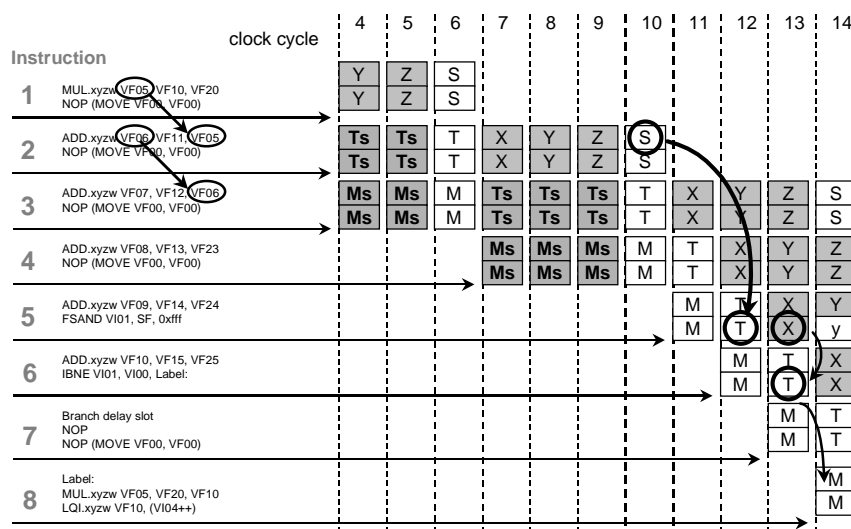 clock cycle 4 5 6 7 8 9 10 11 12 13 14
Instruction
1 MUL.xyzw VF05, VF10, VF20 Y Z S
NOP (MOVE VF00, VF00) Y Z S
2 ADD.xyzw VF06, VF11, VF05 Ts Ts T X Y Z S
NOP (MOVE VF00, VF00) Ts Ts T X Y Z S
3 ADD.xyzw VF07, VF12, VF06 Ms Ms M Ts Ts Ts T X Y Z S
NOP (MOVE VF00, VF00) Ms Ms M Ts Ts Ts T X Y Z S
4 ADD.xyzw VF08, VF13, VF23 Ms Ms Ms M T X Y Z
NOP (MOVE VF00, VF00) Ms Ms Ms M T X Y Z
5 ADD.xyzw VF09, VF14, VF24 M T X Y
FSAND VI01, SF, 0xfff M T X y
6 ADD.xyzw VF10, VF15, VF25 M T X
IBNE VI01, VI00, Label: M T X
7 Branch delay slot
NOP M T
NOP (MOVE VF00, VF00) M T
8 Label:
MUL.xyzw VF05, VF20, VF10 M
LQI.xyzw VF10, (VI04++) M